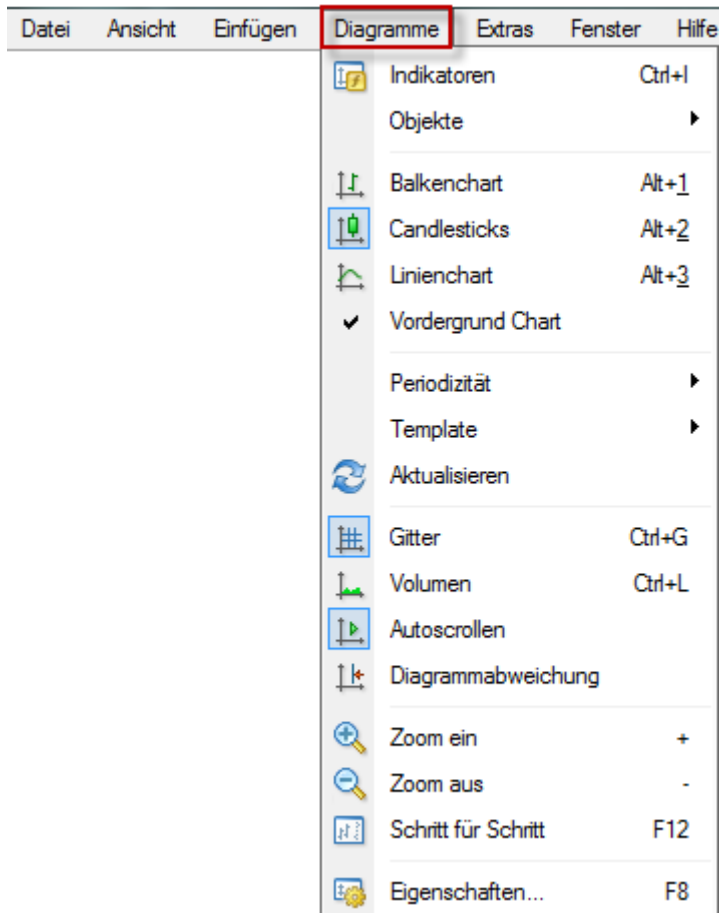 Datei Ansicht Einfügen Diagramme Extras Fenster Hilfe
Indikatoren Ctrl+I
Objekte
Balkenchart Alt+1
Candlesticks Alt+2
Linienchart Alt+3
Vordergrund Chart
Periodizität
Template
Aktualisieren
Gitter Ctrl+G
Volumen Ctrl+L
Autoscrollen
Diagrammabweichung
Zoom ein +
Zoom aus -
Schritt für Schritt F12
Eigenschaften... F8